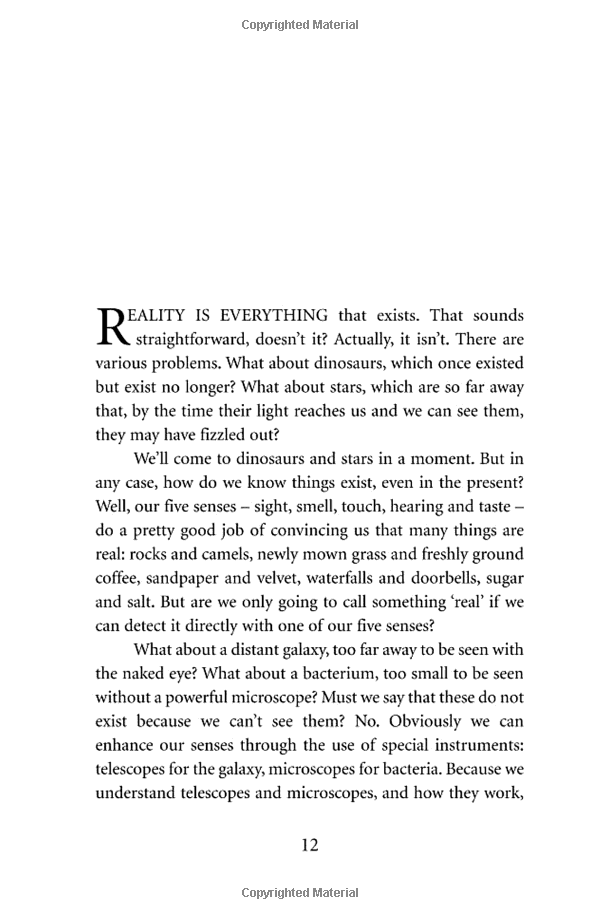 Copyrighted Material
REALITY IS EVERYTHING that exists. That sounds
straightforward, doesn’t it? Actually, it isn’t. There are
various problems. What about dinosaurs, which once existed
but exist no longer? What about stars, which are so far away
that, by the time their light reaches us and we can see them,
they may have fizzled out?
We’ll come to dinosaurs and stars in a moment. But in
any case, how do we know things exist, even in the present?
Well, our five senses – sight, smell, touch, hearing and taste –
do a pretty good job of convincing us that many things are
real: rocks and camels, newly mown grass and freshly ground
coffee, sandpaper and velvet, waterfalls and doorbells, sugar
and salt. But are we only going to call something ‘real’ if we
can detect it directly with one of our five senses?
What about a distant galaxy, too far away to be seen with
the naked eye? What about a bacterium, too small to be seen
without a powerful microscope? Must we say that these do not
exist because we can’t see them? No. Obviously we can
enhance our senses through the use of special instruments:
telescopes for the galaxy, microscopes for bacteria. Because we
understand telescopes and microscopes, and how they work,
12
Copyrighted Material